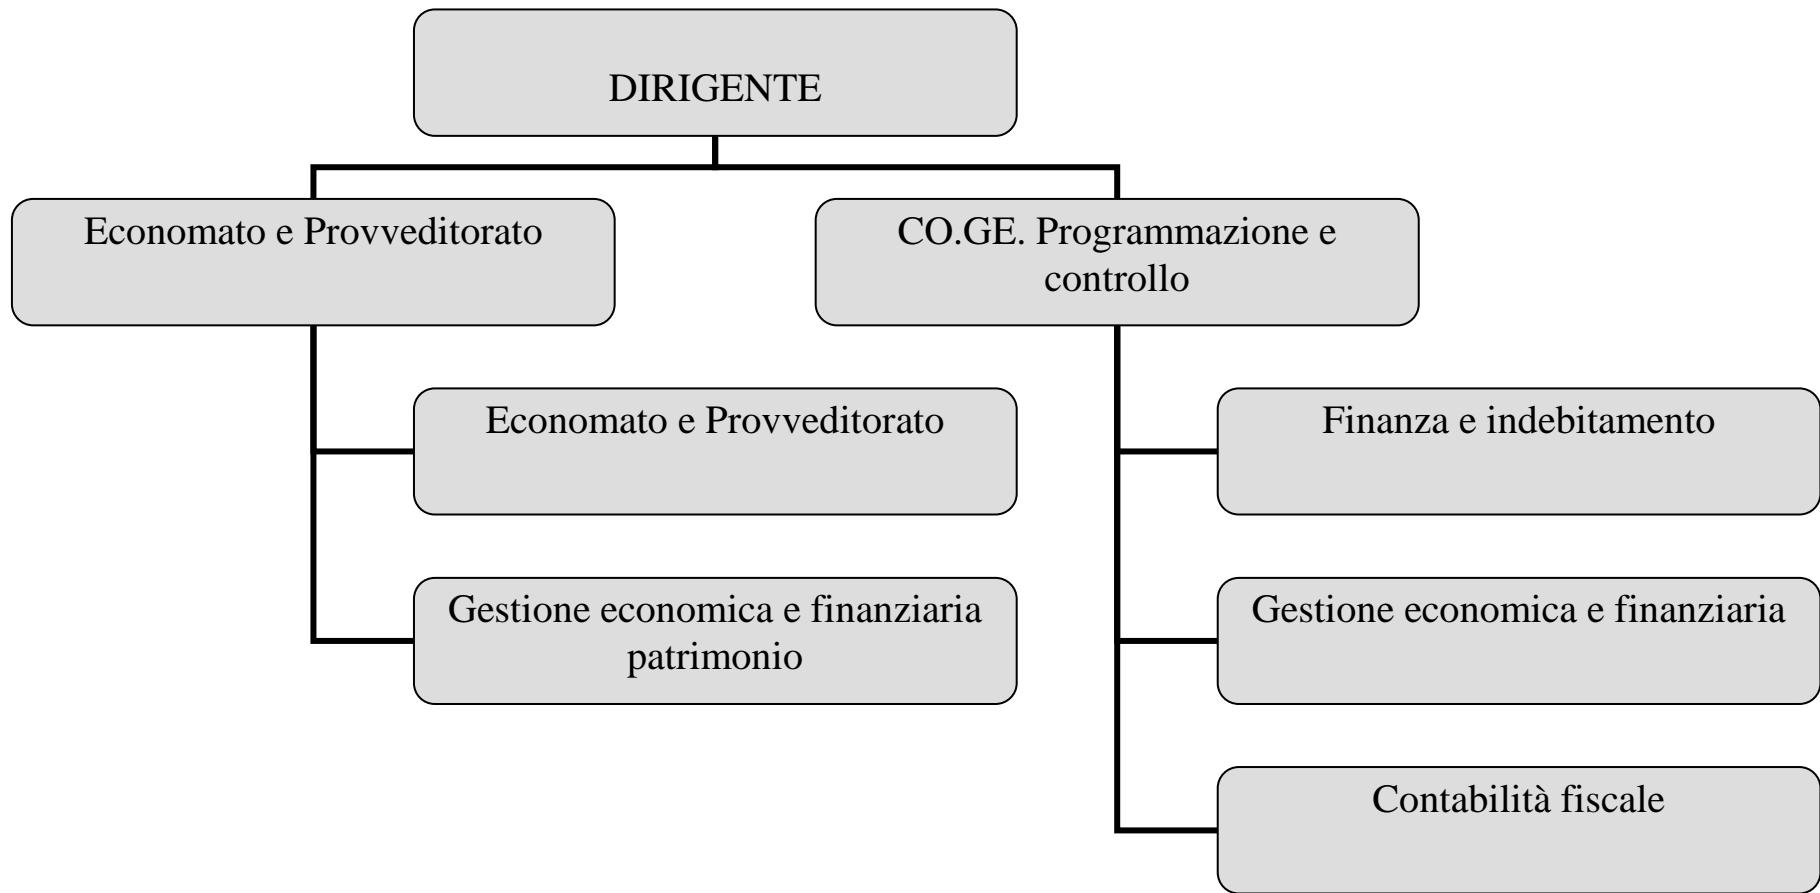 DIRIGENTE
Economato e Provveditorato
CO.GE. Programmazione e
controllo
Economato e Provveditorato
Finanza e indebitamento
Gestione economica e finanziaria
patrimonio
Gestione economica e finanziaria
Contabilità fiscale